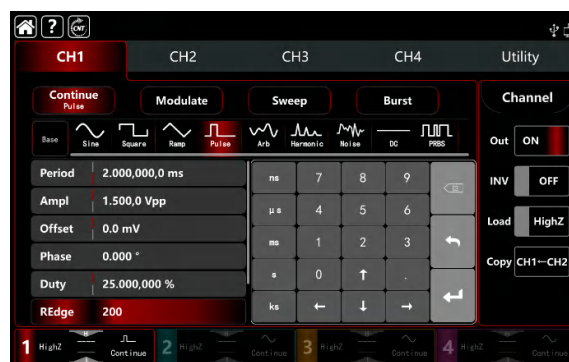 ? CNT
CH1 CH2 CH3 CH4 Utility
Continue
Pulse
Modulate Sweep Burst Channel
Base Sine Square Ramp Pulse Arb Harmonic Noise DC PRBS
Out ON
Period 2.000,000,0 ms
ns 7 8 9
INV OFF
Ampl 1.500,0 Vpp
μs 4 5 6
Offset 0.0 mV
Load HighZ
Phase 0.000 °
ms 1 2 3
Copy CH1←CH2
Duty 25.000,000 %
s 0 ↑ .
REdge 200
ks ← ↓ →
1 HighZ Continue 2 HighZ Continue 3 HighZ Continue 4 HighZ Continue